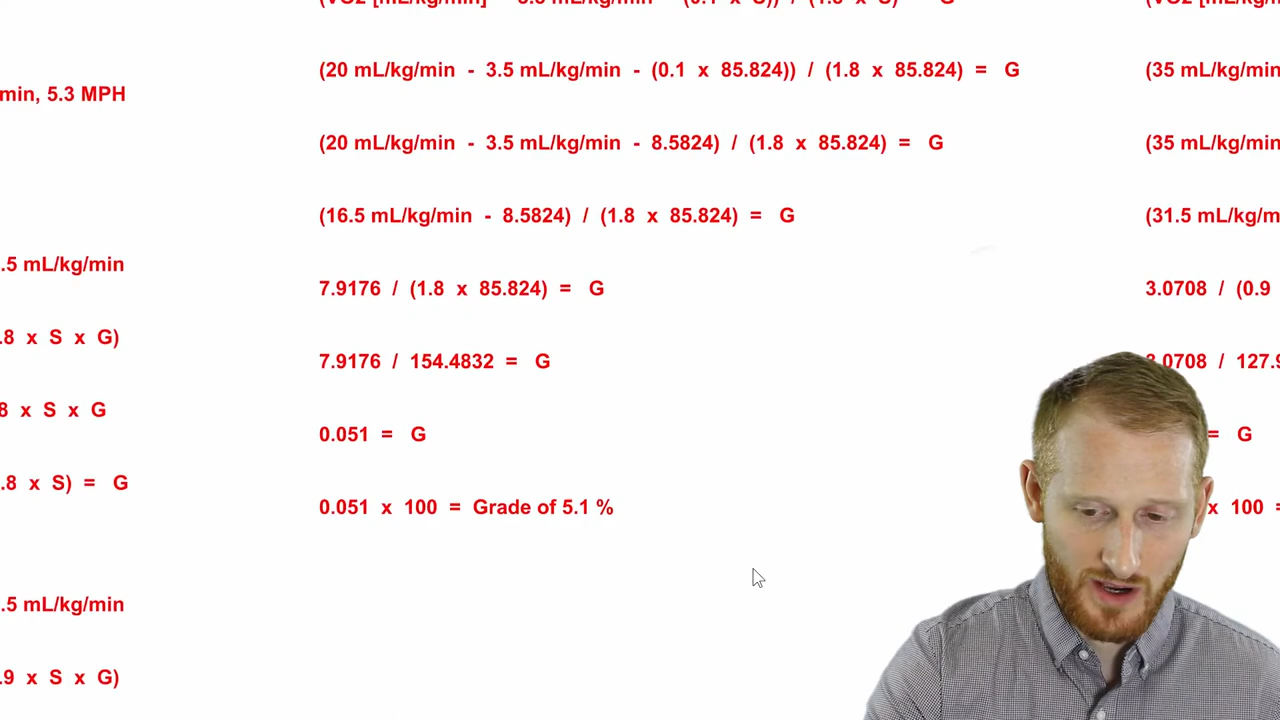 min, 5.3 MPH
.5 mL/kg/min
.8 x S x G)
8 x S x G
.8 x S) = G
.5 mL/kg/min
.9 x S x G)
(20 mL/kg/min - 3.5 mL/kg/min - (0.1 x 85.824)) / (1.8 x 85.824) = G
(20 mL/kg/min - 3.5 mL/kg/min - 8.5824) / (1.8 x 85.824) = G
(16.5 mL/kg/min - 8.5824) / (1.8 x 85.824) = G
7.9176 / (1.8 x 85.824) = G
7.9176 / 154.4832 = G
0.051 = G
0.051 x 100 = Grade of 5.1 %
(35 mL/kg/min
(35 mL/kg/min
(31.5 mL/kg/m
3.0708 / (0.9
3.0708 / 127.9
= G
x 100 =